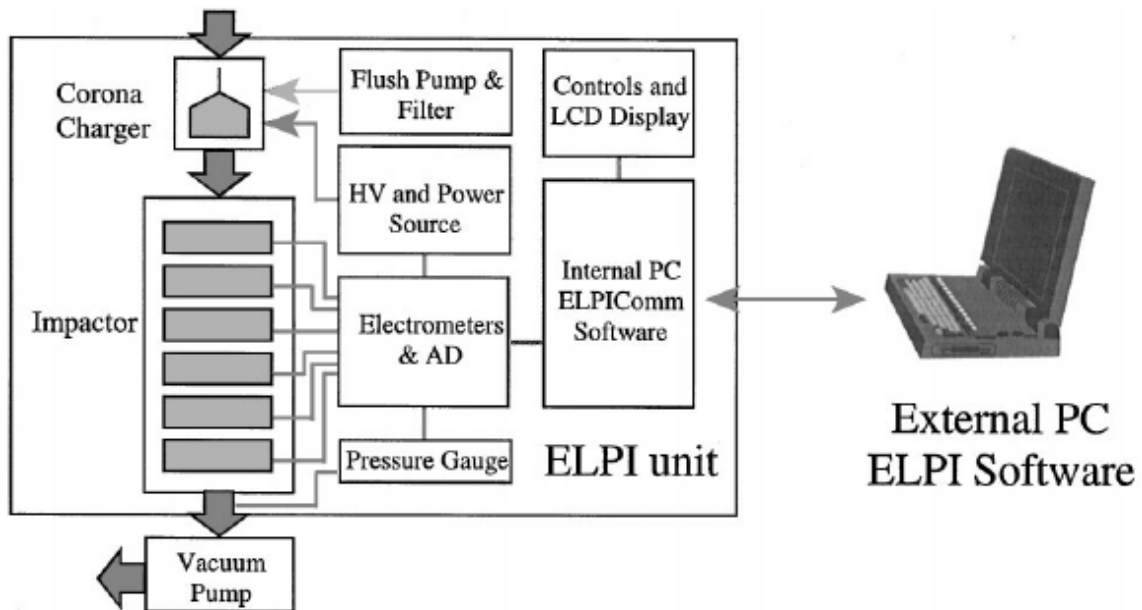 Corona
Charger
Flush Pump &
Filter
Controls and
LCD Display
HV and Power
Source
Impactor
Electrometers
& AD
Internal PC
ELPIComm
Software
Pressure Gauge
ELPI unit
External PC
ELPI Software
Vacuum
Pump